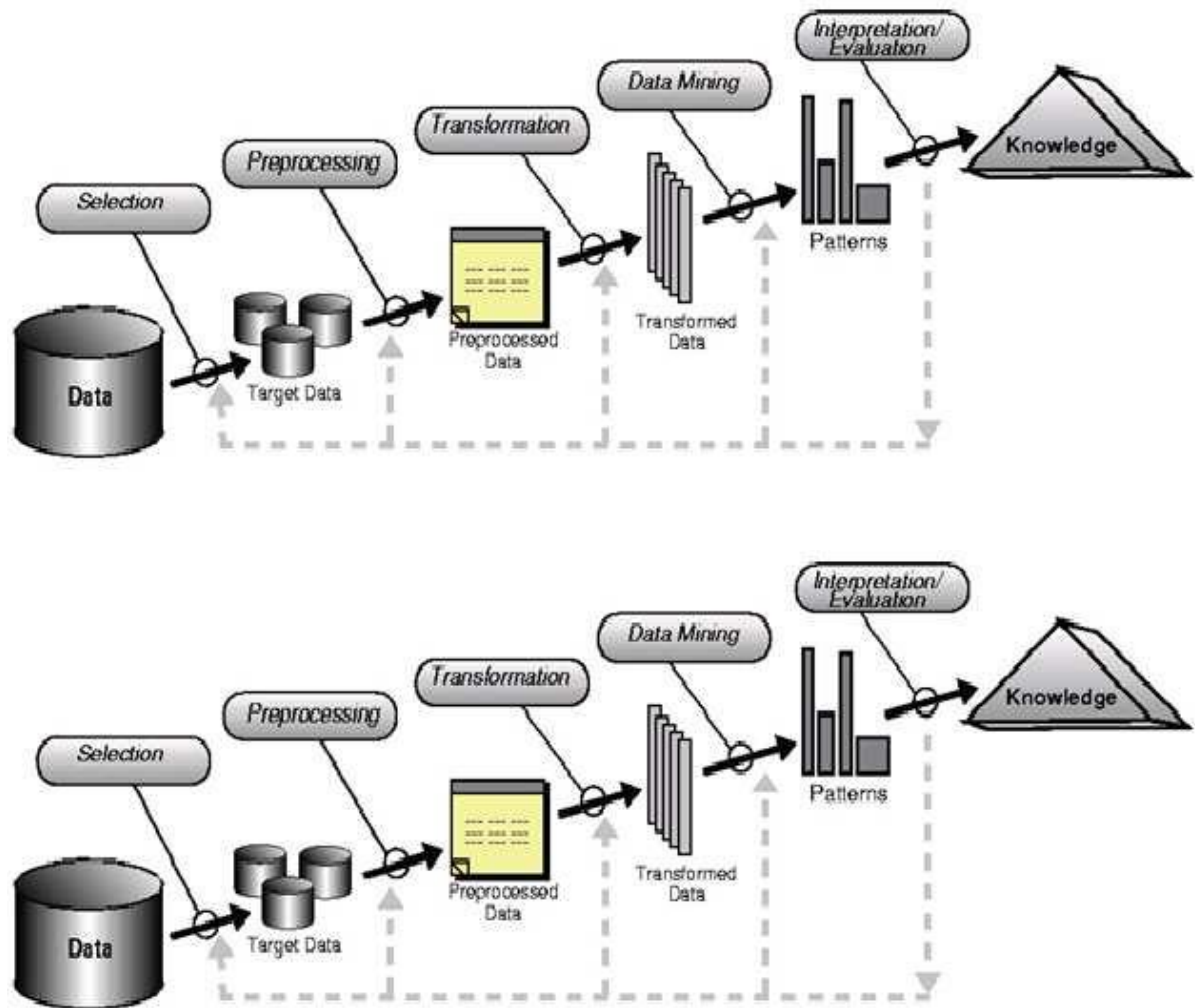 Interpretation/
Evaluation
Data Mining
Transformation
Preprocessing
Selection
Knowledge
Patterns
Transformed
Data
Preprocessed
Data
Target Data
Data
Interpretation/
Evaluation
Data Mining
Transformation
Preprocessing
Selection
Knowledge
Patterns
Transformed
Data
Preprocessed
Data
Target Data
Data